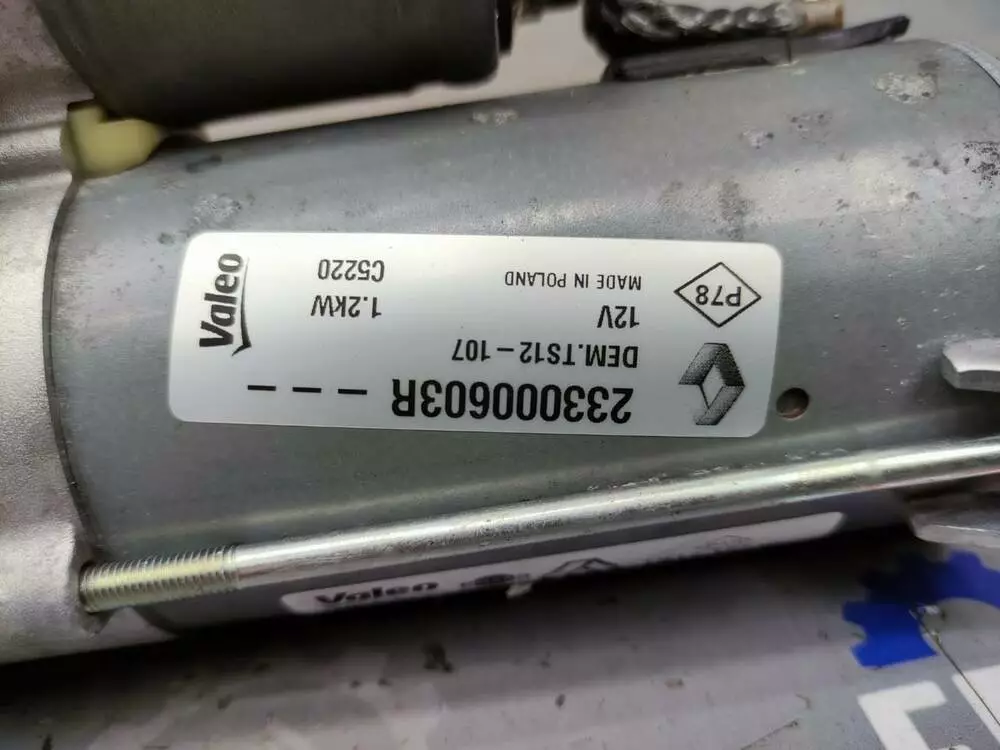 233000603R - - -
DEM.TS12-107
12V 1.2kW
MADE IN POLAND C5220
P78
Valeo
Valeo